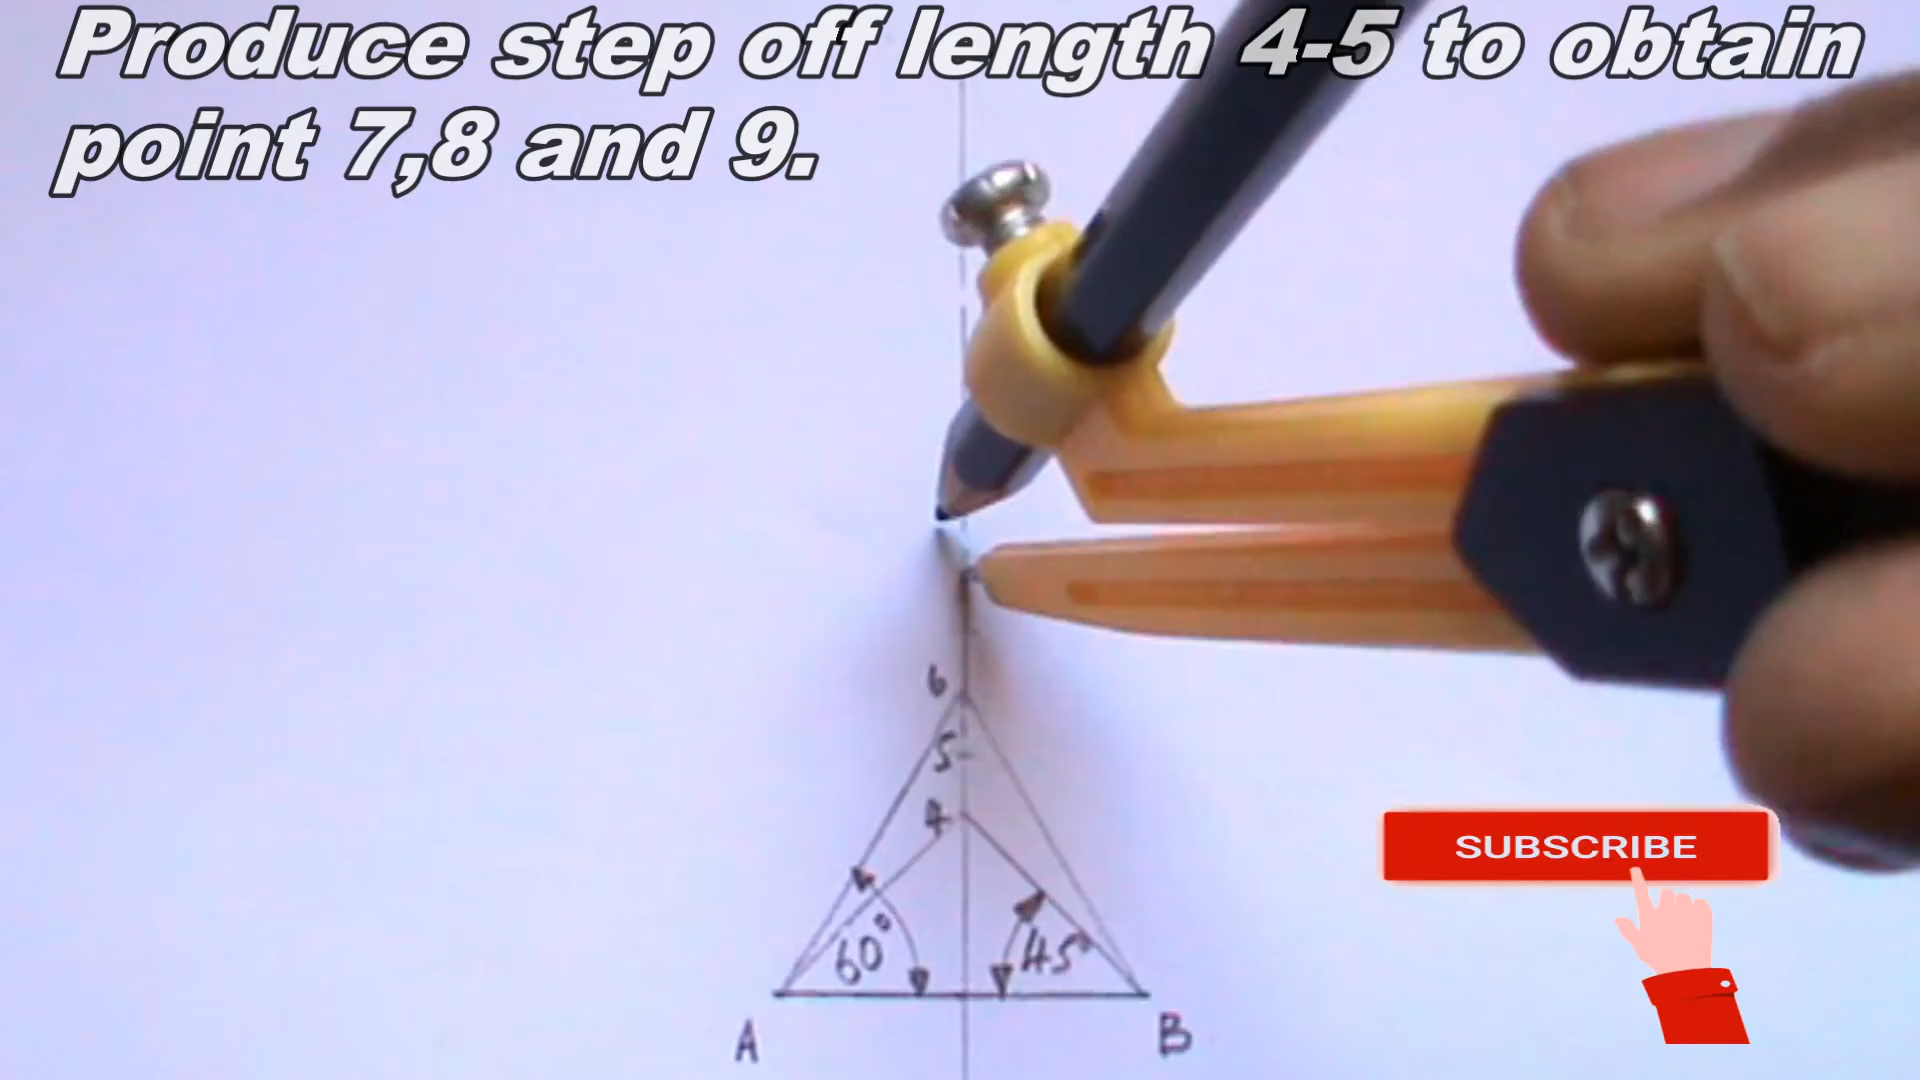 Produce step off length 4-5 to obtain
point 7,8 and 9.
6
5
4
60°
45°
A
B
SUBSCRIBE